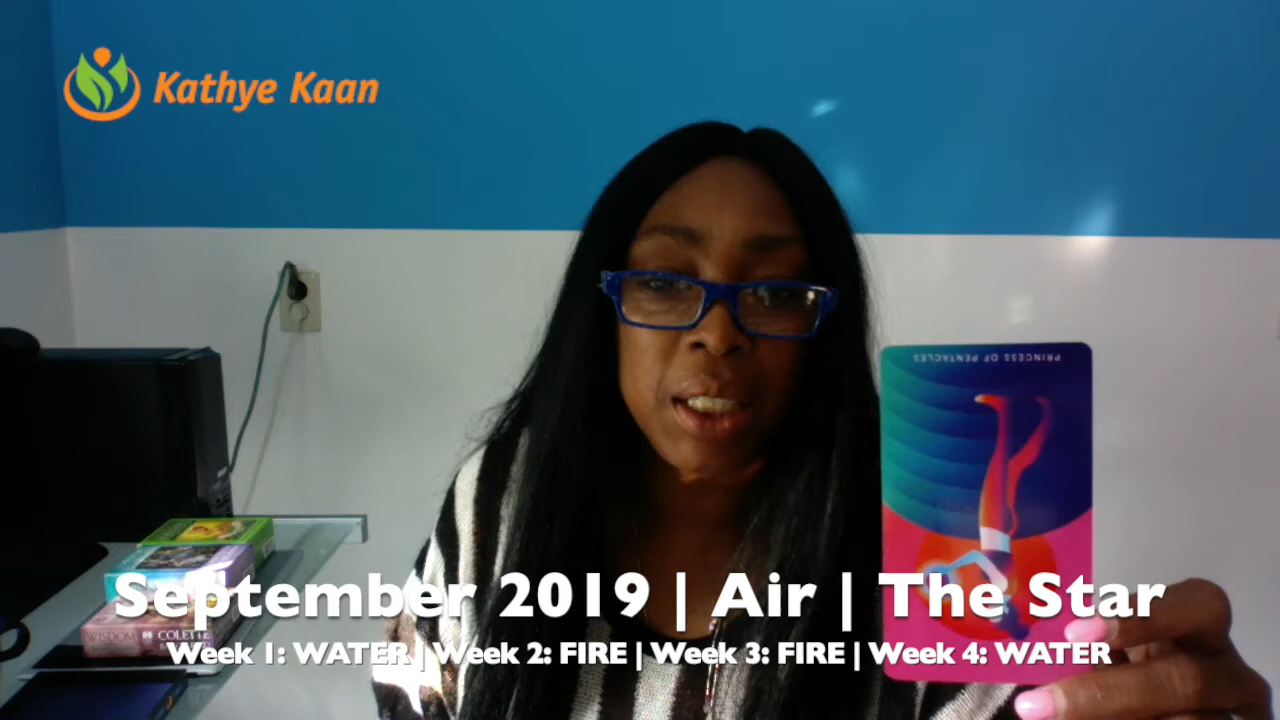 Kathye Kaan
PRINCESS OF PENTACLES
September 2019 | Air | The Star
COLETTE
Week 1: WATER | Week 2: FIRE | Week 3: FIRE | Week 4: WATER